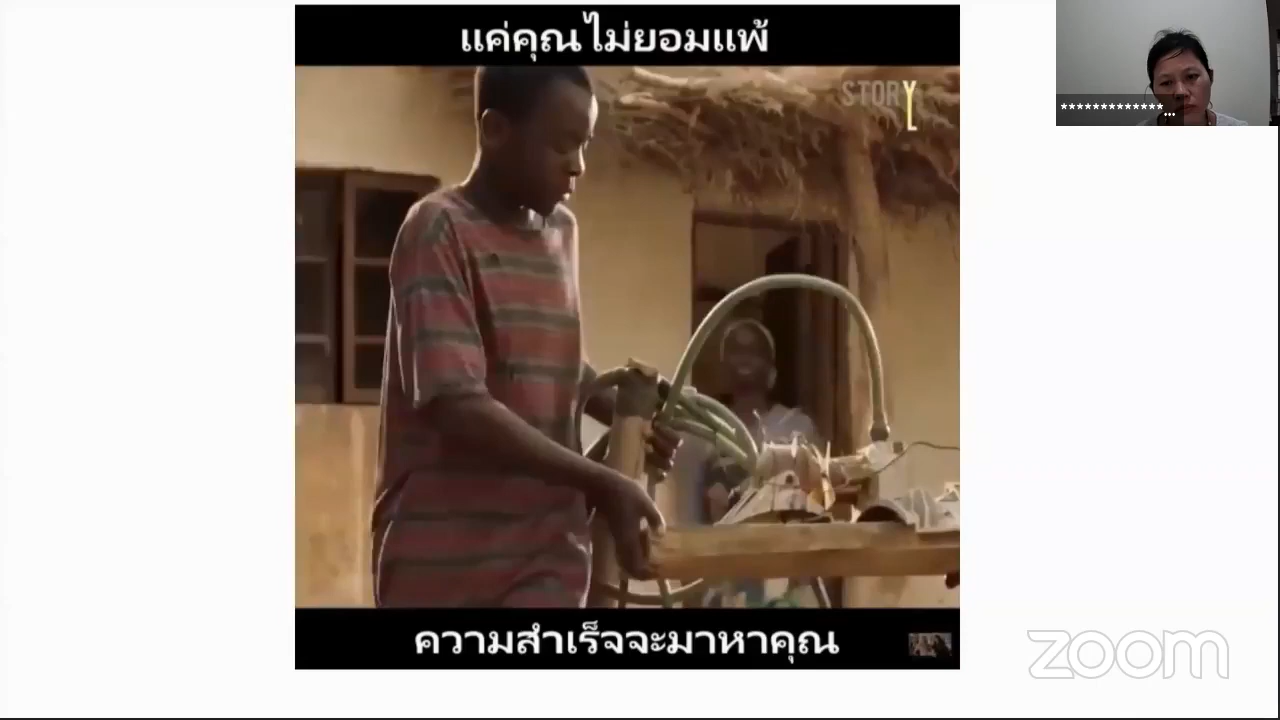 แค่คุณไม่ยอมแพ้
STORY
*************...
ความสำเร็จจะมาหาคุณ
zoom